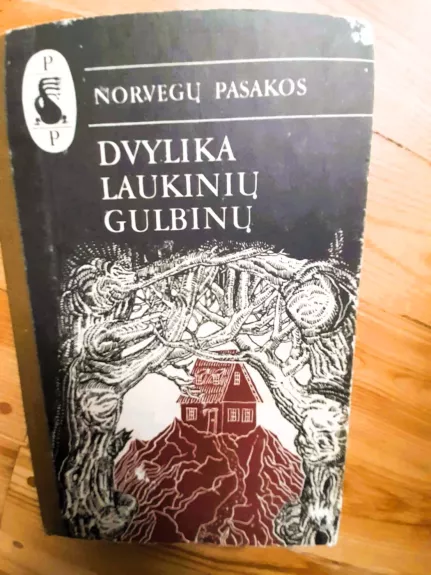 P
P
NORVEGŲ PASAKOS
DVYLIKA
LAUKINIŲ
GULBINŲ